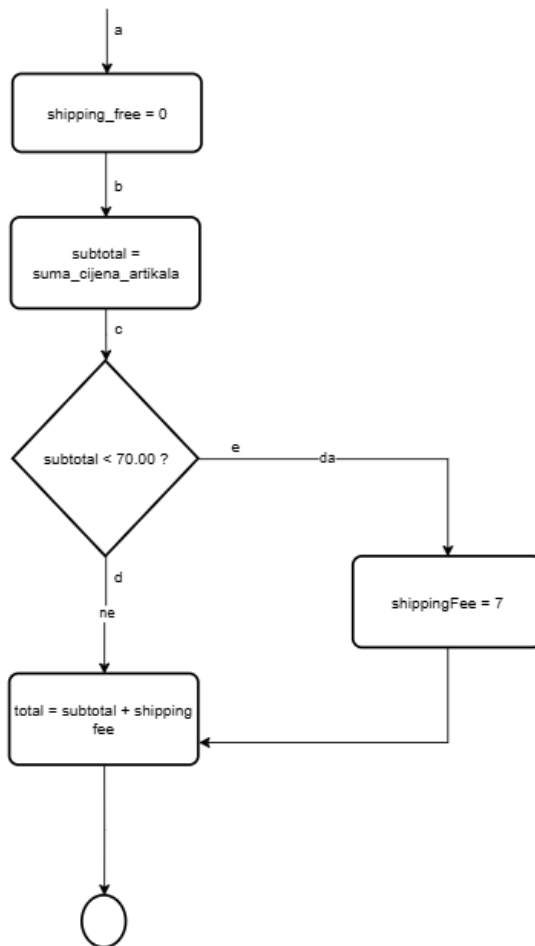 a
shipping_free = 0
b
subtotal =
suma_cijena_artikala
c
subtotal < 70.00 ?
e
da
d
ne
shippingFee = 7
total = subtotal + shipping
fee